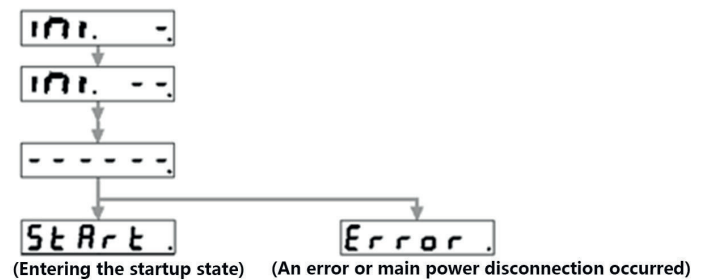 ini. -.
ini. --.
------.
StArt .
Error .
(Entering the startup state) (An error or main power disconnection occurred)